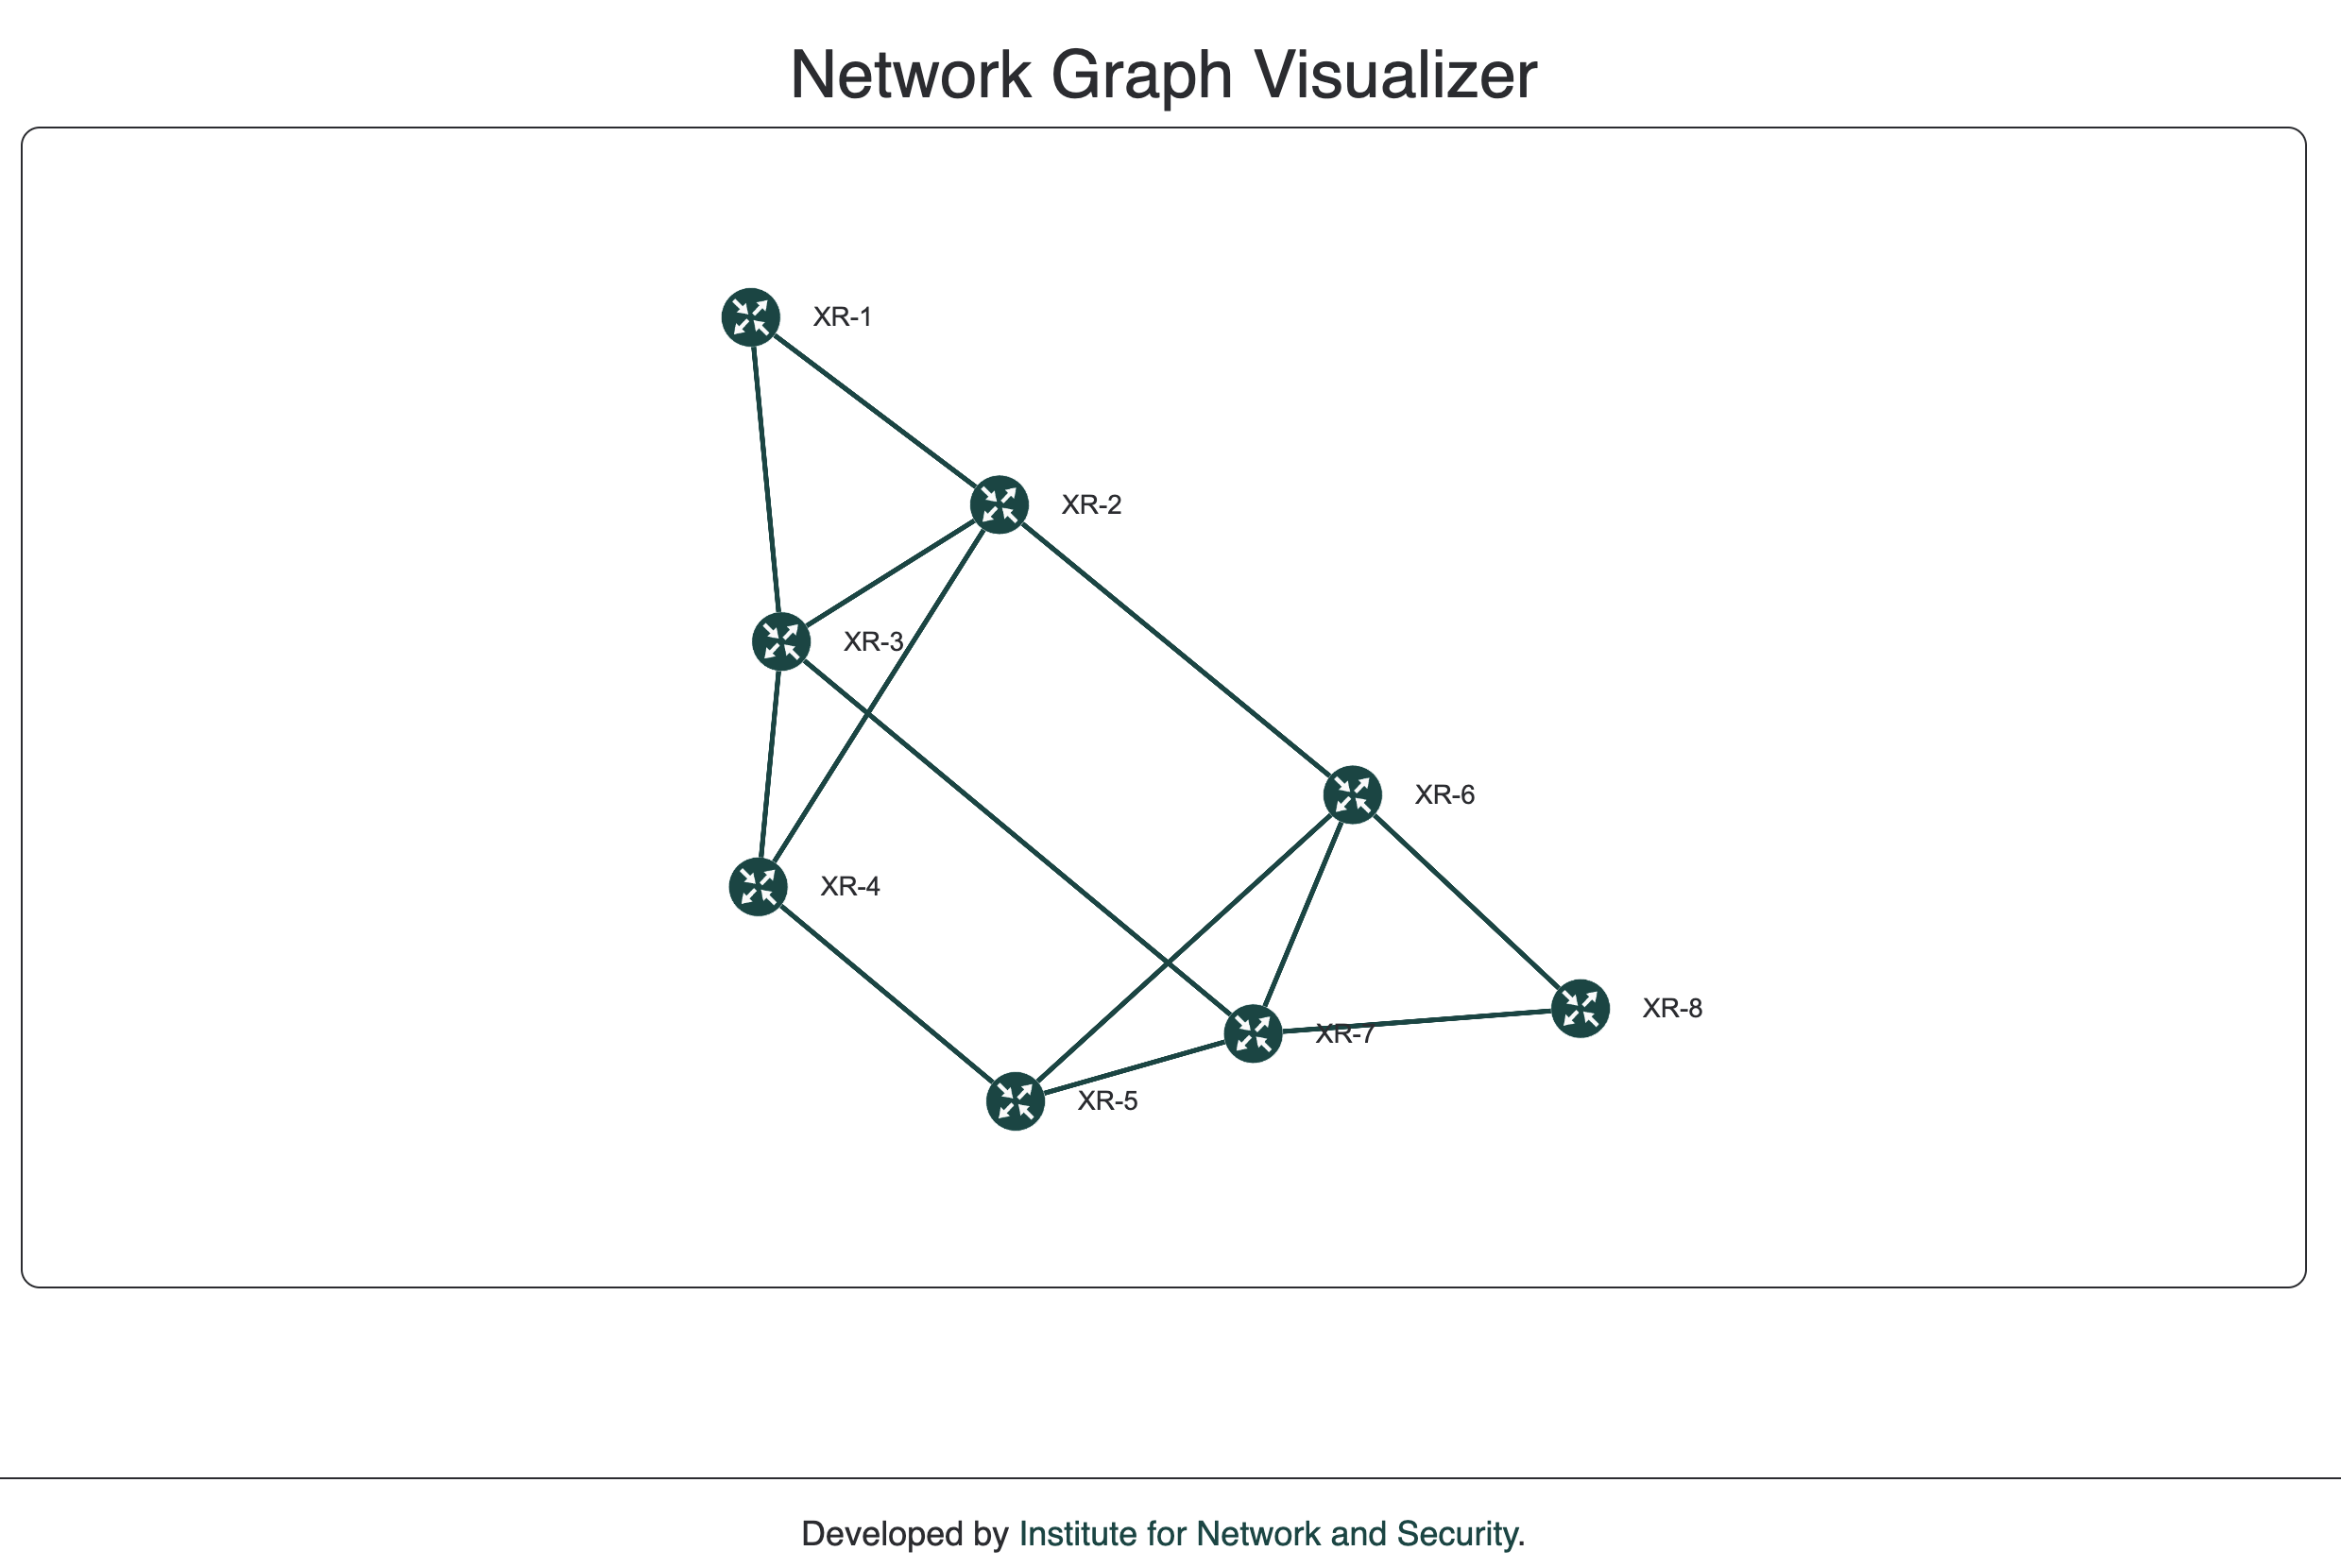 Network Graph Visualizer
XR-1
XR-2
XR-3
XR-6
XR-4
XR-8
XR-7
XR-5
Developed by Institute for Network and Security.